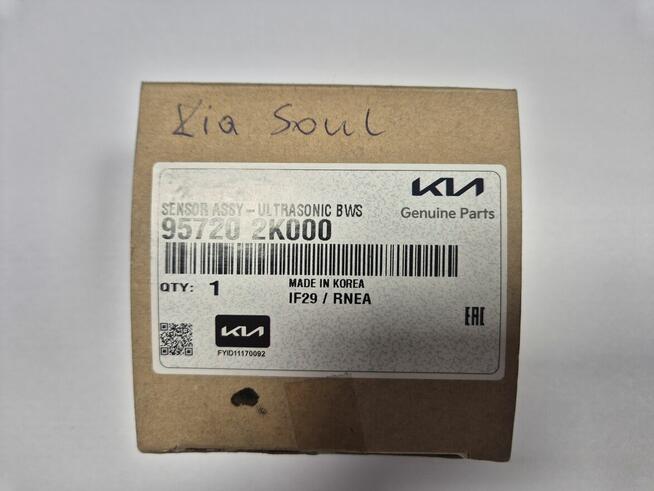 Kia Soul
KIA
SENSOR ASSY - ULTRASONIC BWS
Genuine Parts
95720 2K000
QTY: 1
MADE IN KOREA
IF29 / RNEA
EAC
KIA
FYID11170092